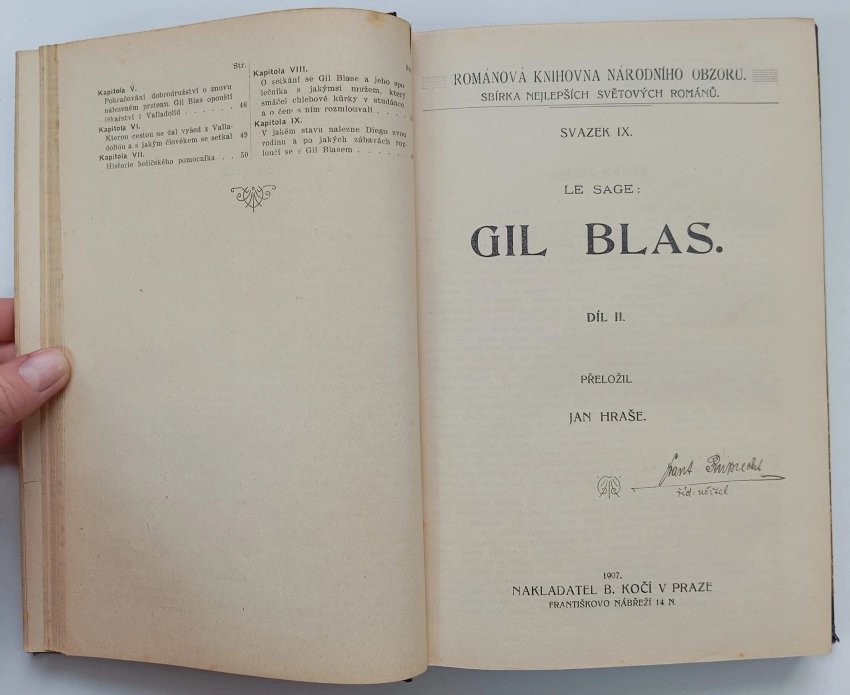 Str.
Kapitola V.
Pokračování dobrodružství o znovu
nalezeném prstenu. Gil Blas opouští
lékařství i Valladolid . . . . . 46
Kapitola VI.
Kterou cestou se dal vyšed z Valla-
dolidu a s jakým člověkem se setkal 49
Kapitola VII.
Historie holičského pomocníka . . 50
Kapitola VIII.
O setkání se Gil Blase a jeho spo-
lečníka s jakýmsi mužem, který
smáčel chlebové kůrky v studánce
a o čem s ním rozmlouvali . . . .
Kapitola IX.
V jakém stavu nalezne Diego svou
rodinu a po jakých zábavách roz-
loučí se s Gil Blasem . . . .
ROMÁNOVÁ KNIHOVNA NÁRODNÍHO OBZORU.
SBÍRKA NEJLEPŠÍCH SVĚTOVÝCH ROMÁNŮ.
SVAZEK IX.
LE SAGE:
GIL BLAS.
DÍL II.
PŘELOŽIL
JAN HRAŠE.
Frant Ruprecht
říd. učitel.
1907.
NAKLADATEL B. KOČÍ V PRAZE
FRANTIŠKOVO NÁBŘEŽÍ 14 N